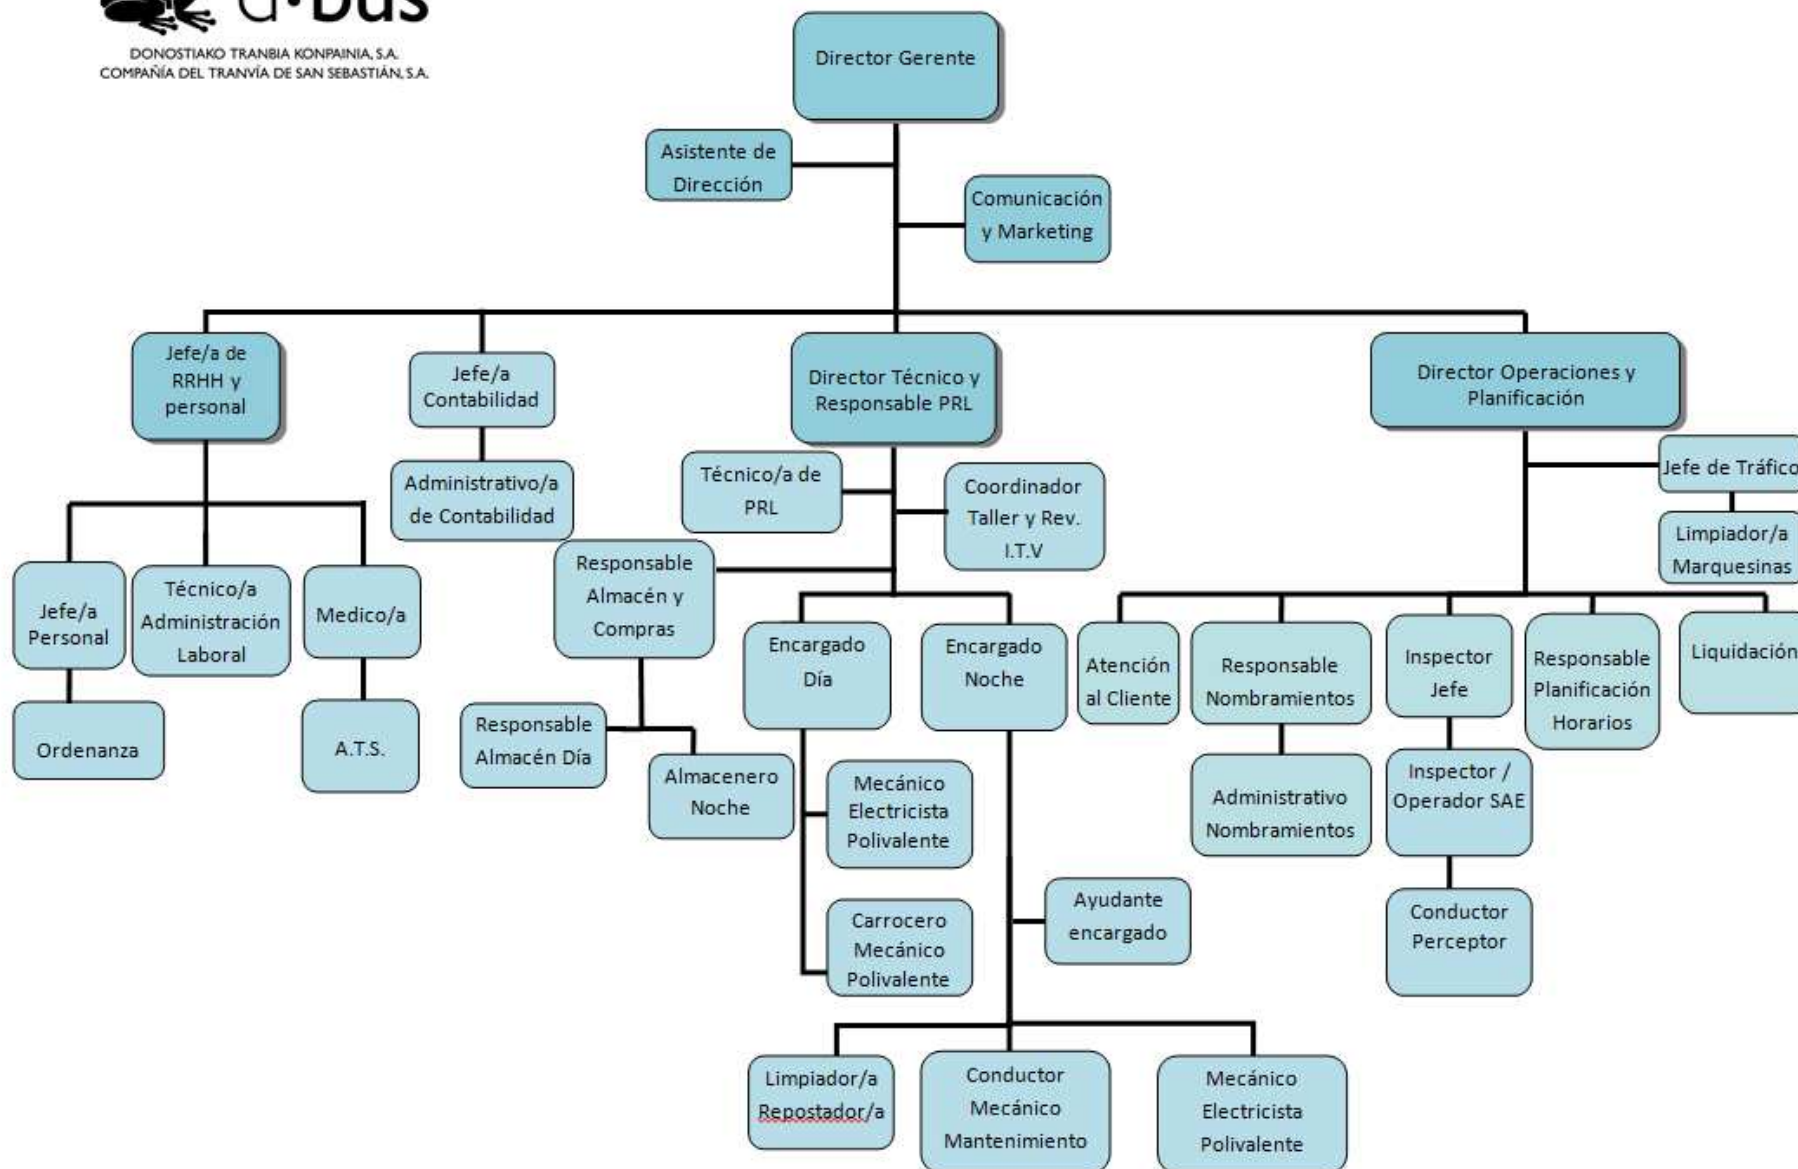 d•bus
DONOSTIAKO TRANBIA KONPAINIA, S.A.
COMPAÑÍA DEL TRANVÍA DE SAN SEBASTIÁN, S.A.
Director Gerente
Asistente de
Dirección
Comunicación
y Marketing
Jefe/a de
RRHH y
personal
Jefe/a
Contabilidad
Director Técnico y
Responsable PRL
Director Operaciones y
Planificación
Administrativo/a
de Contabilidad
Técnico/a de
PRL
Coordinador
Taller y Rev.
I.T.V
Jefe de Tráfico
Limpiador/a
Marquesinas
Jefe/a
Personal
Técnico/a
Administración
Laboral
Medico/a
Responsable
Almacén y
Compras
Encargado
Día
Encargado
Noche
Atención
al Cliente
Responsable
Nombramientos
Inspector
Jefe
Responsable
Planificación
Horarios
Liquidación
Ordenanza
A.T.S.
Responsable
Almacén Día
Almacenero
Noche
Mecánico
Electricista
Polivalente
Administrativo
Nombramientos
Inspector /
Operador SAE
Carrocero
Mecánico
Polivalente
Ayudante
encargado
Conductor
Perceptor
Limpiador/a
Repostador/a
Conductor
Mecánico
Mantenimiento
Mecánico
Electricista
Polivalente